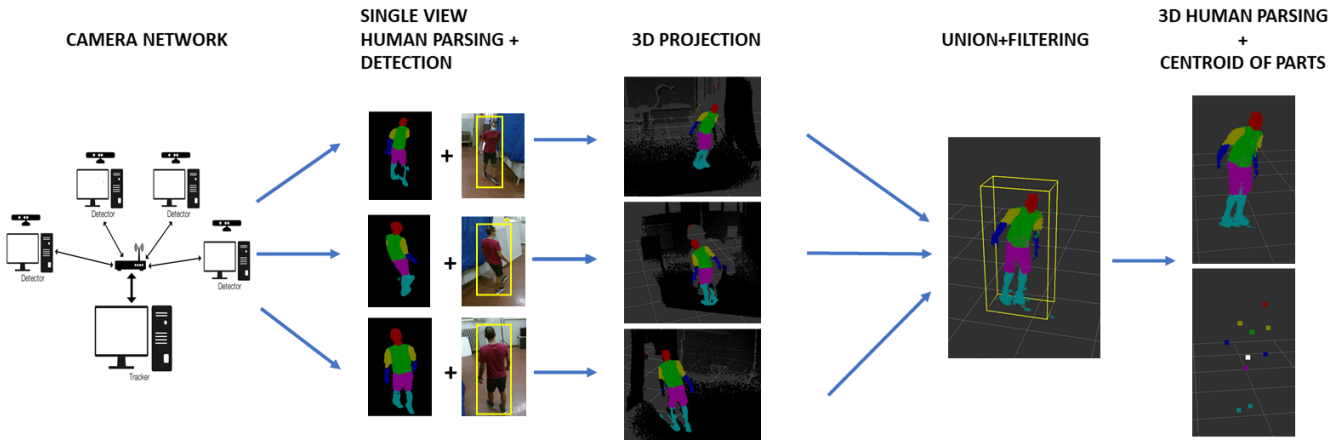 CAMERA NETWORK
SINGLE VIEW
HUMAN PARSING +
DETECTION
3D PROJECTION
UNION+FILTERING
3D HUMAN PARSING
+
CENTROID OF PARTS
Detector
Detector
Detector
Detector
Tracker
+
+
+